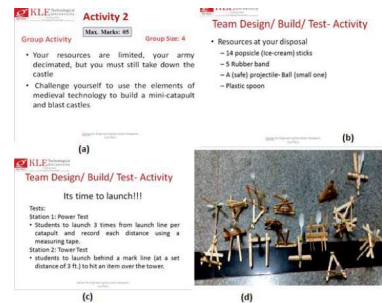 KLE Technological
Activity 2
Max. Marks: 05
Group Activity
Group Size: 4
• Your resources are limited, your army
decimated, but you must still take down the
castle
• Challenge yourself to use the elements of
medieval technology to build a mini-catapult
and blast castles
(a)
Team Design/ Build/ Test- Activity
• Resources at your disposal
– 14 popsicle (Ice-cream) sticks
– 5 Rubber band
– A (safe) projectile- Ball (small one)
– Plastic spoon
(b)
KLE Technological
Team Design/ Build/ Test- Activity
Its time to launch!!!
Tests:
Station 1: Power Test
• Students to launch 3 times from launch line per
catapult and record each distance using a
measuring tape.
Station 2: Tower Test
• students to launch behind a mark line (at a set
distance of 3 ft.) to hit an item over the tower.
(c)
(d)